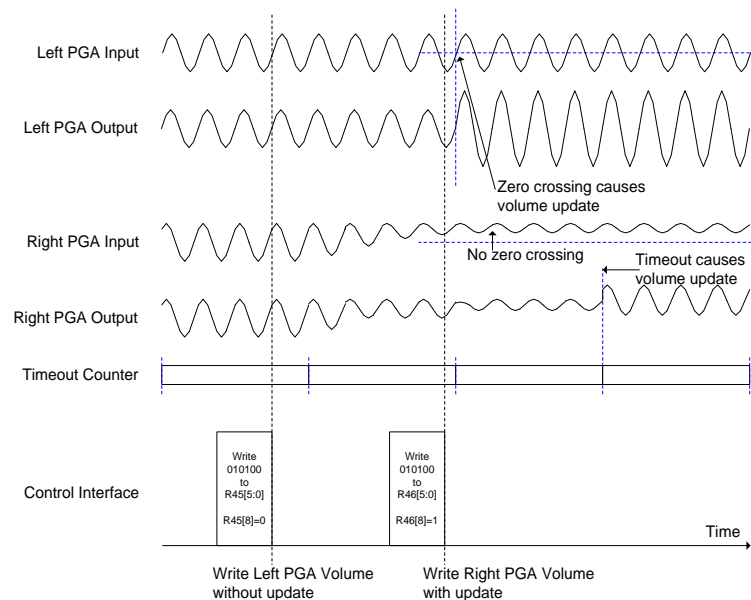 Left PGA Input
Left PGA Output
Zero crossing causes
volume update
Right PGA Input
No zero crossing
Timeout causes
volume update
Right PGA Output
Timeout Counter
Control Interface
Write
010100
to
R45[5:0]
R45[8]=0
Write
010100
to
R46[5:0]
R46[8]=1
Time
Write Left PGA Volume
without update
Write Right PGA Volume
with update